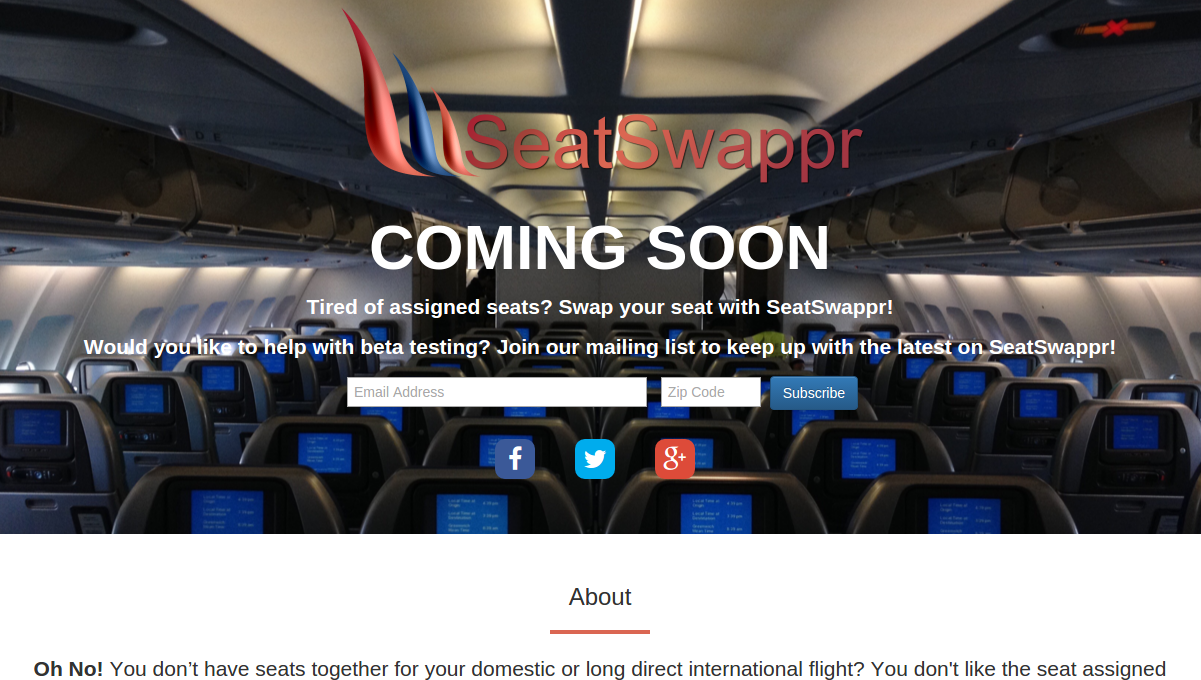 SeatSwappr
COMING SOON
Tired of assigned seats? Swap your seat with SeatSwappr!
Would you like to help with beta testing? Join our mailing list to keep up with the latest on SeatSwappr!
Email Address Zip Code Subscribe
About
Oh No! You don’t have seats together for your domestic or long direct international flight? You don't like the seat assigned